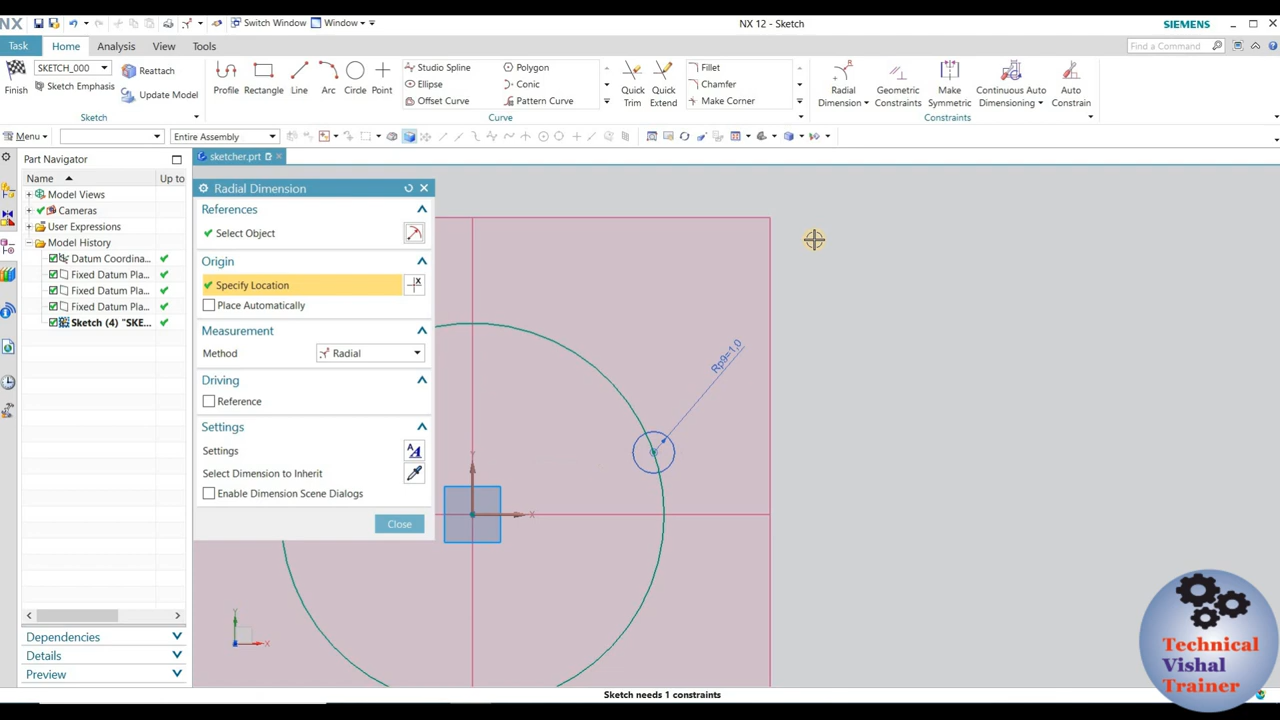 NX
Switch Window
Window
NX 12 - Sketch
SIEMENS
Task
Home
Analysis
View
Tools
Find a Command
SKETCH_000
Reattach
Sketch Emphasis
Update Model
Finish
Sketch
Profile
Rectangle
Line
Arc
Circle
Point
Studio Spline
Polygon
Ellipse
Conic
Offset Curve
Pattern Curve
Curve
Quick Trim
Quick Extend
Fillet
Chamfer
Make Corner
Radial Dimension
Geometric Constraints
Make Symmetric
Continuous Auto Dimensioning
Auto Constrain
Constraints
Menu
Entire Assembly
Part Navigator
sketcher.prt
Name
Up to
Model Views
Cameras
User Expressions
Model History
Datum Coordina...
Fixed Datum Pla...
Fixed Datum Pla...
Fixed Datum Pla...
Sketch (4) "SKE...
Dependencies
Details
Preview
Radial Dimension
References
Select Object
Origin
Specify Location
Place Automatically
Measurement
Method
Radial
Driving
Reference
Settings
Settings
Select Dimension to Inherit
Enable Dimension Scene Dialogs
Close
Rp9=1,0
Y
X
Y
X
Technical
Vishal
Trainer
Sketch needs 1 constraints